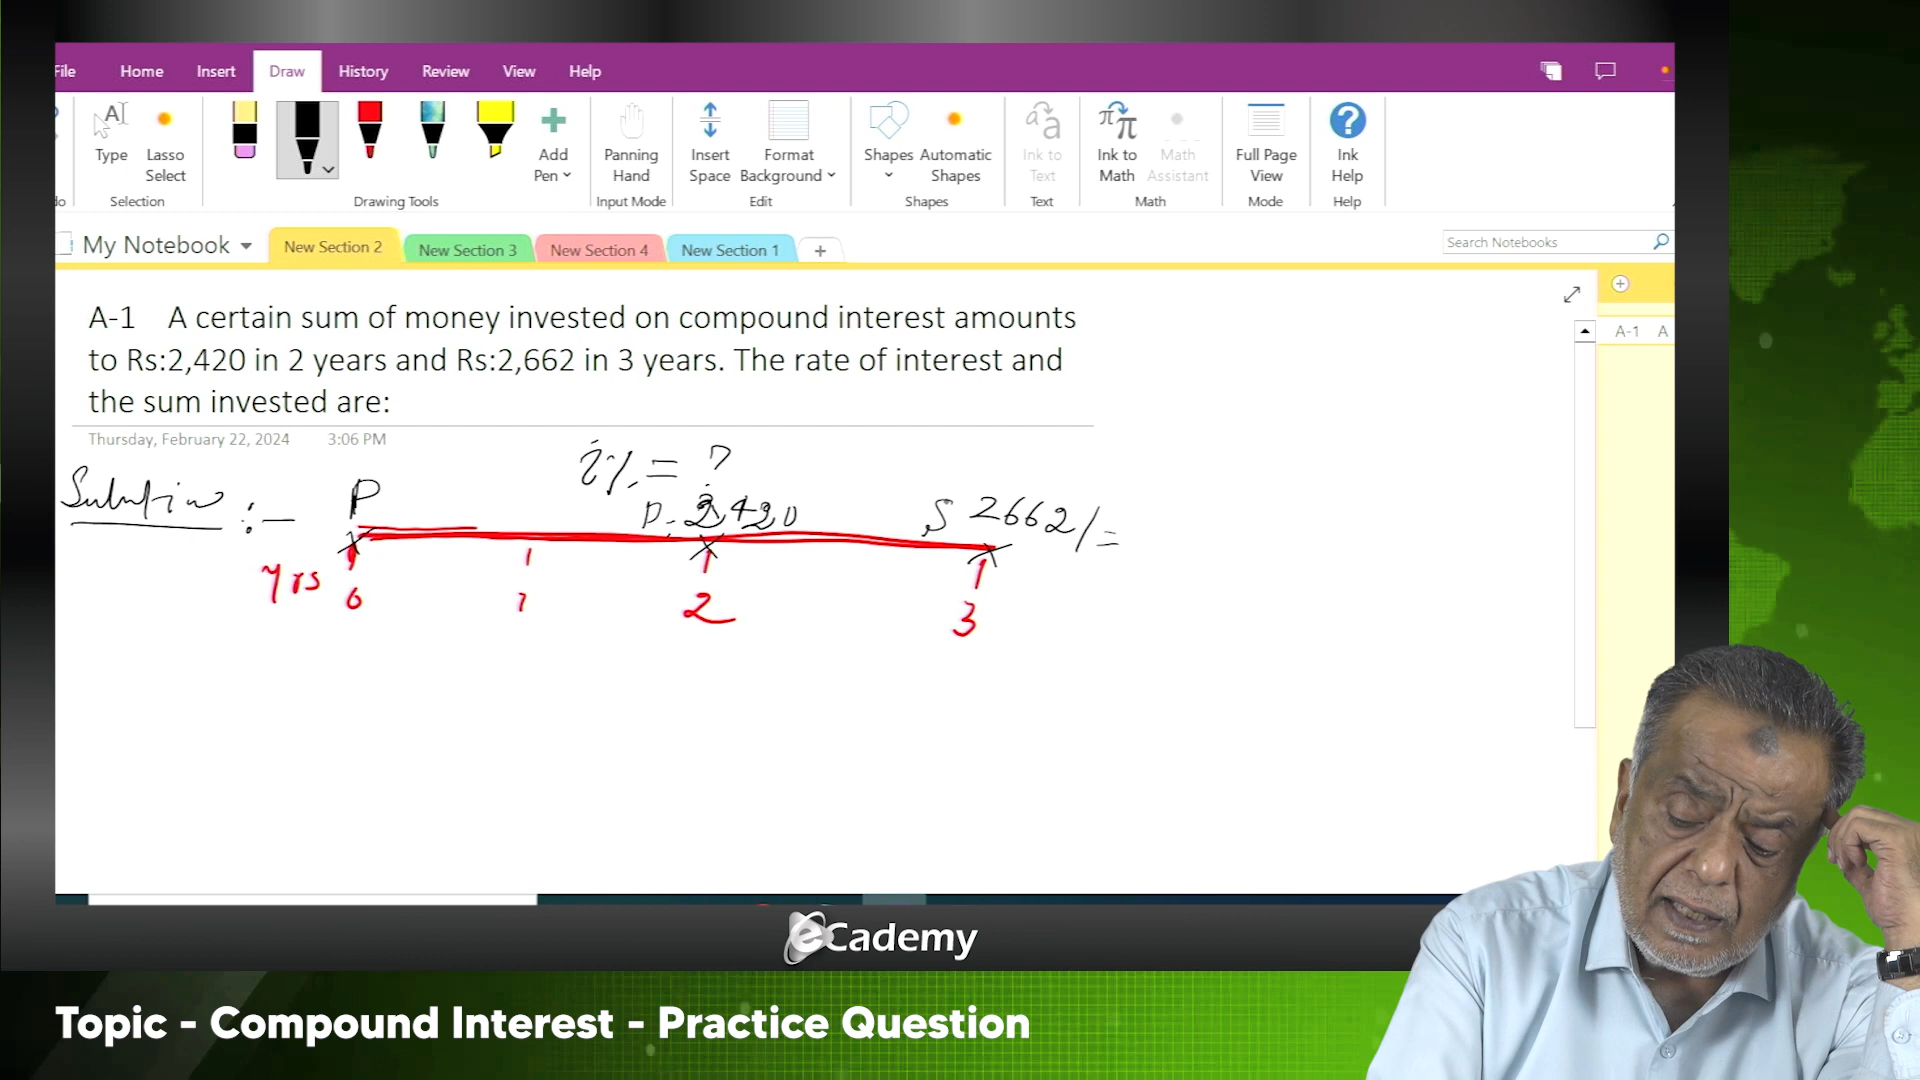 File Home Insert Draw History Review View Help
Type Lasso Select Add Pen Panning Hand Insert Space Format Background Shapes Automatic Shapes Ink to Text Ink to Math Math Assistant Full Page View Ink Help
Selection Drawing Tools Input Mode Edit Shapes Text Math Mode Help
My Notebook New Section 2 New Section 3 New Section 4 New Section 1 + Search Notebooks
A-1 A certain sum of money invested on compound interest amounts
to Rs:2,420 in 2 years and Rs:2,662 in 3 years. The rate of interest and
the sum invested are:
A-1 A
Thursday, February 22, 2024 3:06 PM
i% = ?
Solution :- P P. 2420 S 2662/=
yrs 0 1 2 3
eCademy
Topic - Compound Interest - Practice Question